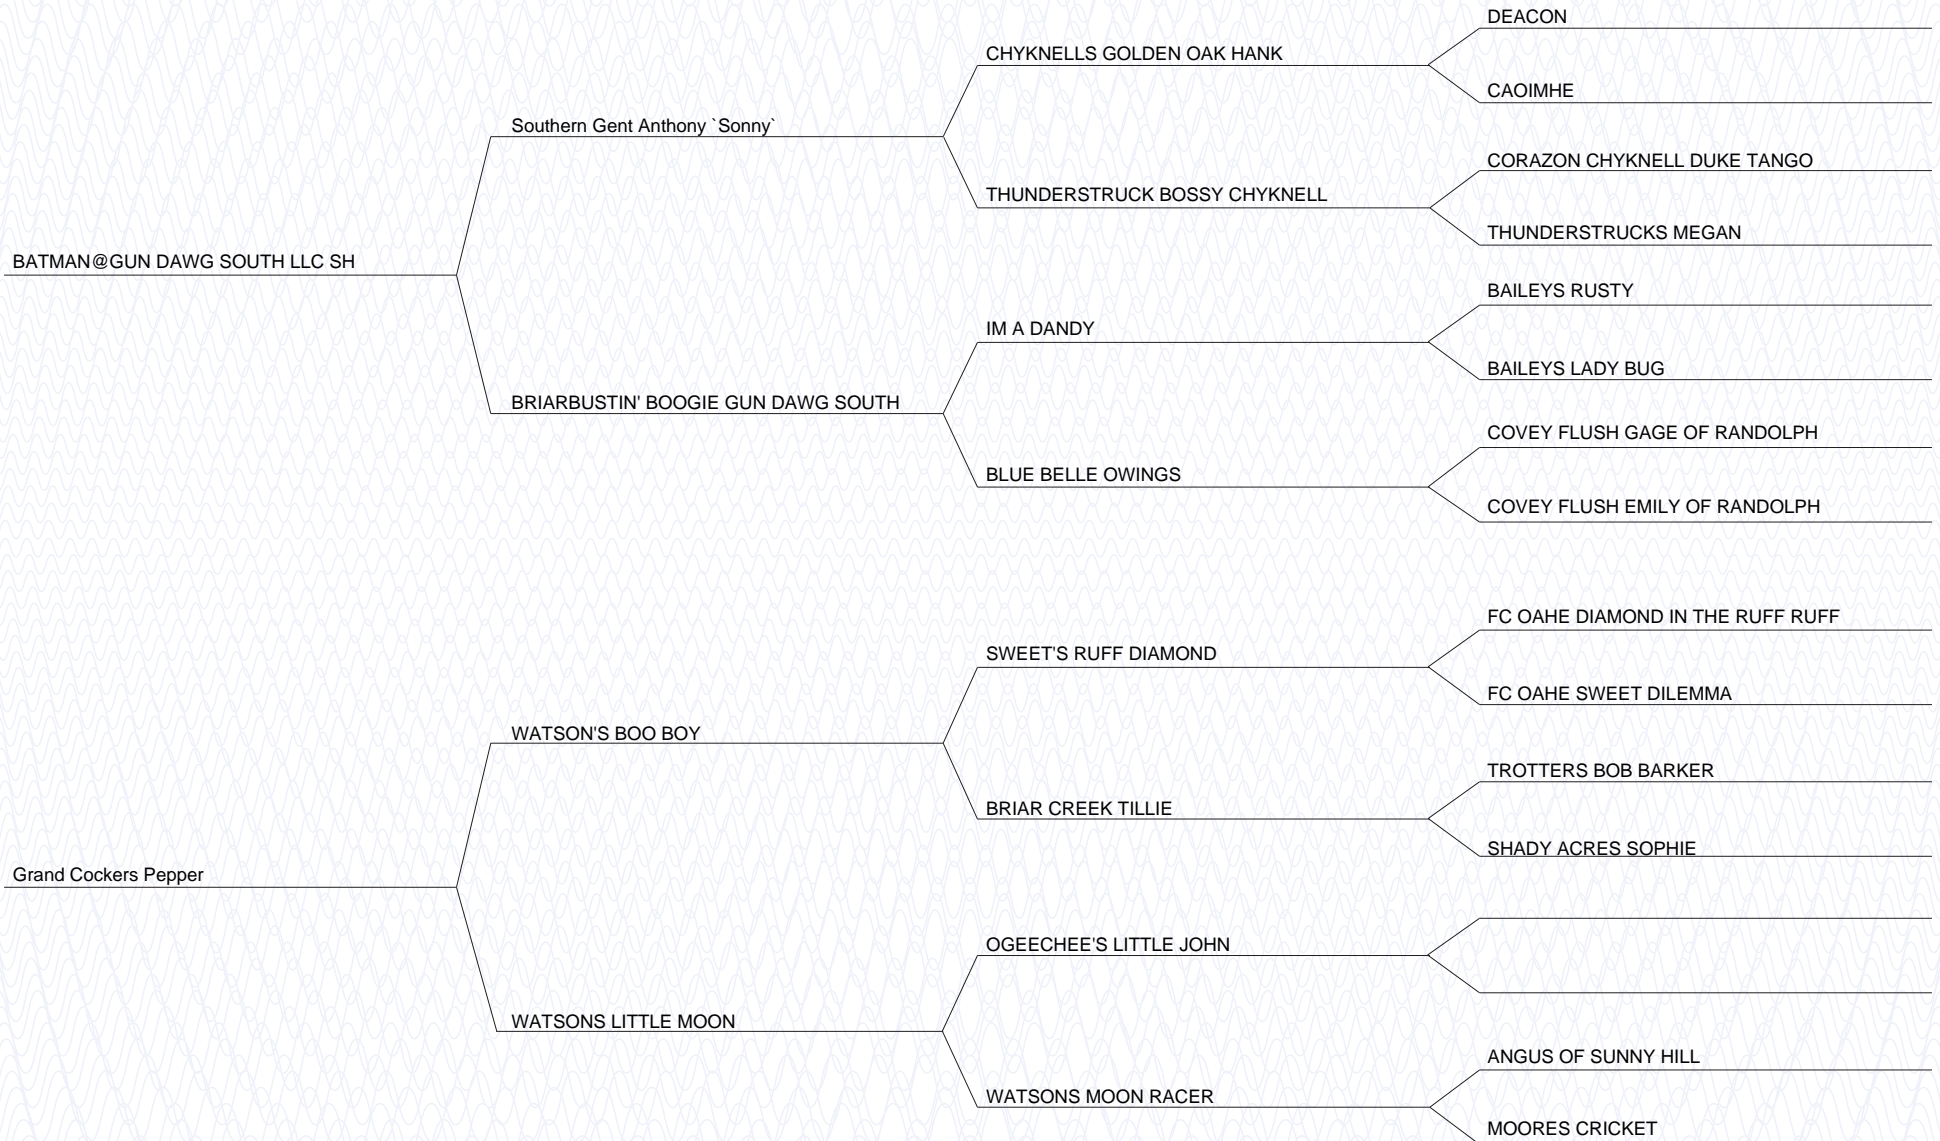 DEACON
CHYKNELLS GOLDEN OAK HANK
CAOIMHE
Southern Gent Anthony `Sonny`
CORAZON CHYKNELL DUKE TANGO
THUNDERSTRUCK BOSSY CHYKNELL
THUNDERSTRUCKS MEGAN
BATMAN@GUN DAWG SOUTH LLC SH
BAILEYS RUSTY
IM A DANDY
BAILEYS LADY BUG
BRIARBUSTIN' BOOGIE GUN DAWG SOUTH
COVEY FLUSH GAGE OF RANDOLPH
BLUE BELLE OWINGS
COVEY FLUSH EMILY OF RANDOLPH
FC OAHE DIAMOND IN THE RUFF RUFF
SWEET'S RUFF DIAMOND
FC OAHE SWEET DILEMMA
WATSON'S BOO BOY
TROTTERS BOB BARKER
BRIAR CREEK TILLIE
SHADY ACRES SOPHIE
Grand Cockers Pepper
OGEECHEE'S LITTLE JOHN
WATSONS LITTLE MOON
ANGUS OF SUNNY HILL
WATSONS MOON RACER
MOORES CRICKET